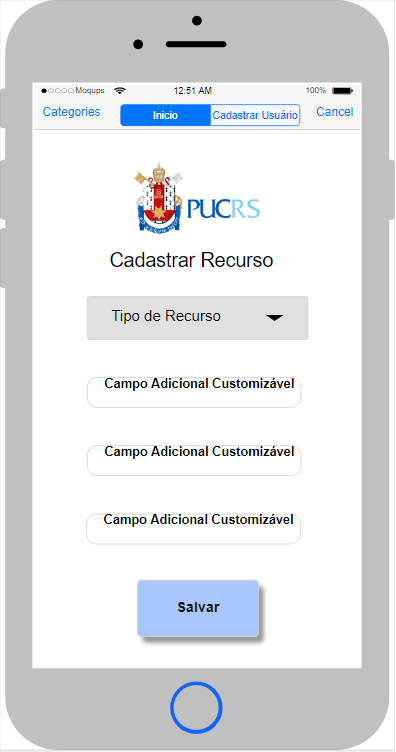 Moqups 12:51 AM 100%
Categories Inicio Cadastrar Usuário Cancel
PUCRS
Cadastrar Recurso
Tipo de Recurso
Campo Adicional Customizável
Campo Adicional Customizável
Campo Adicional Customizável
Salvar